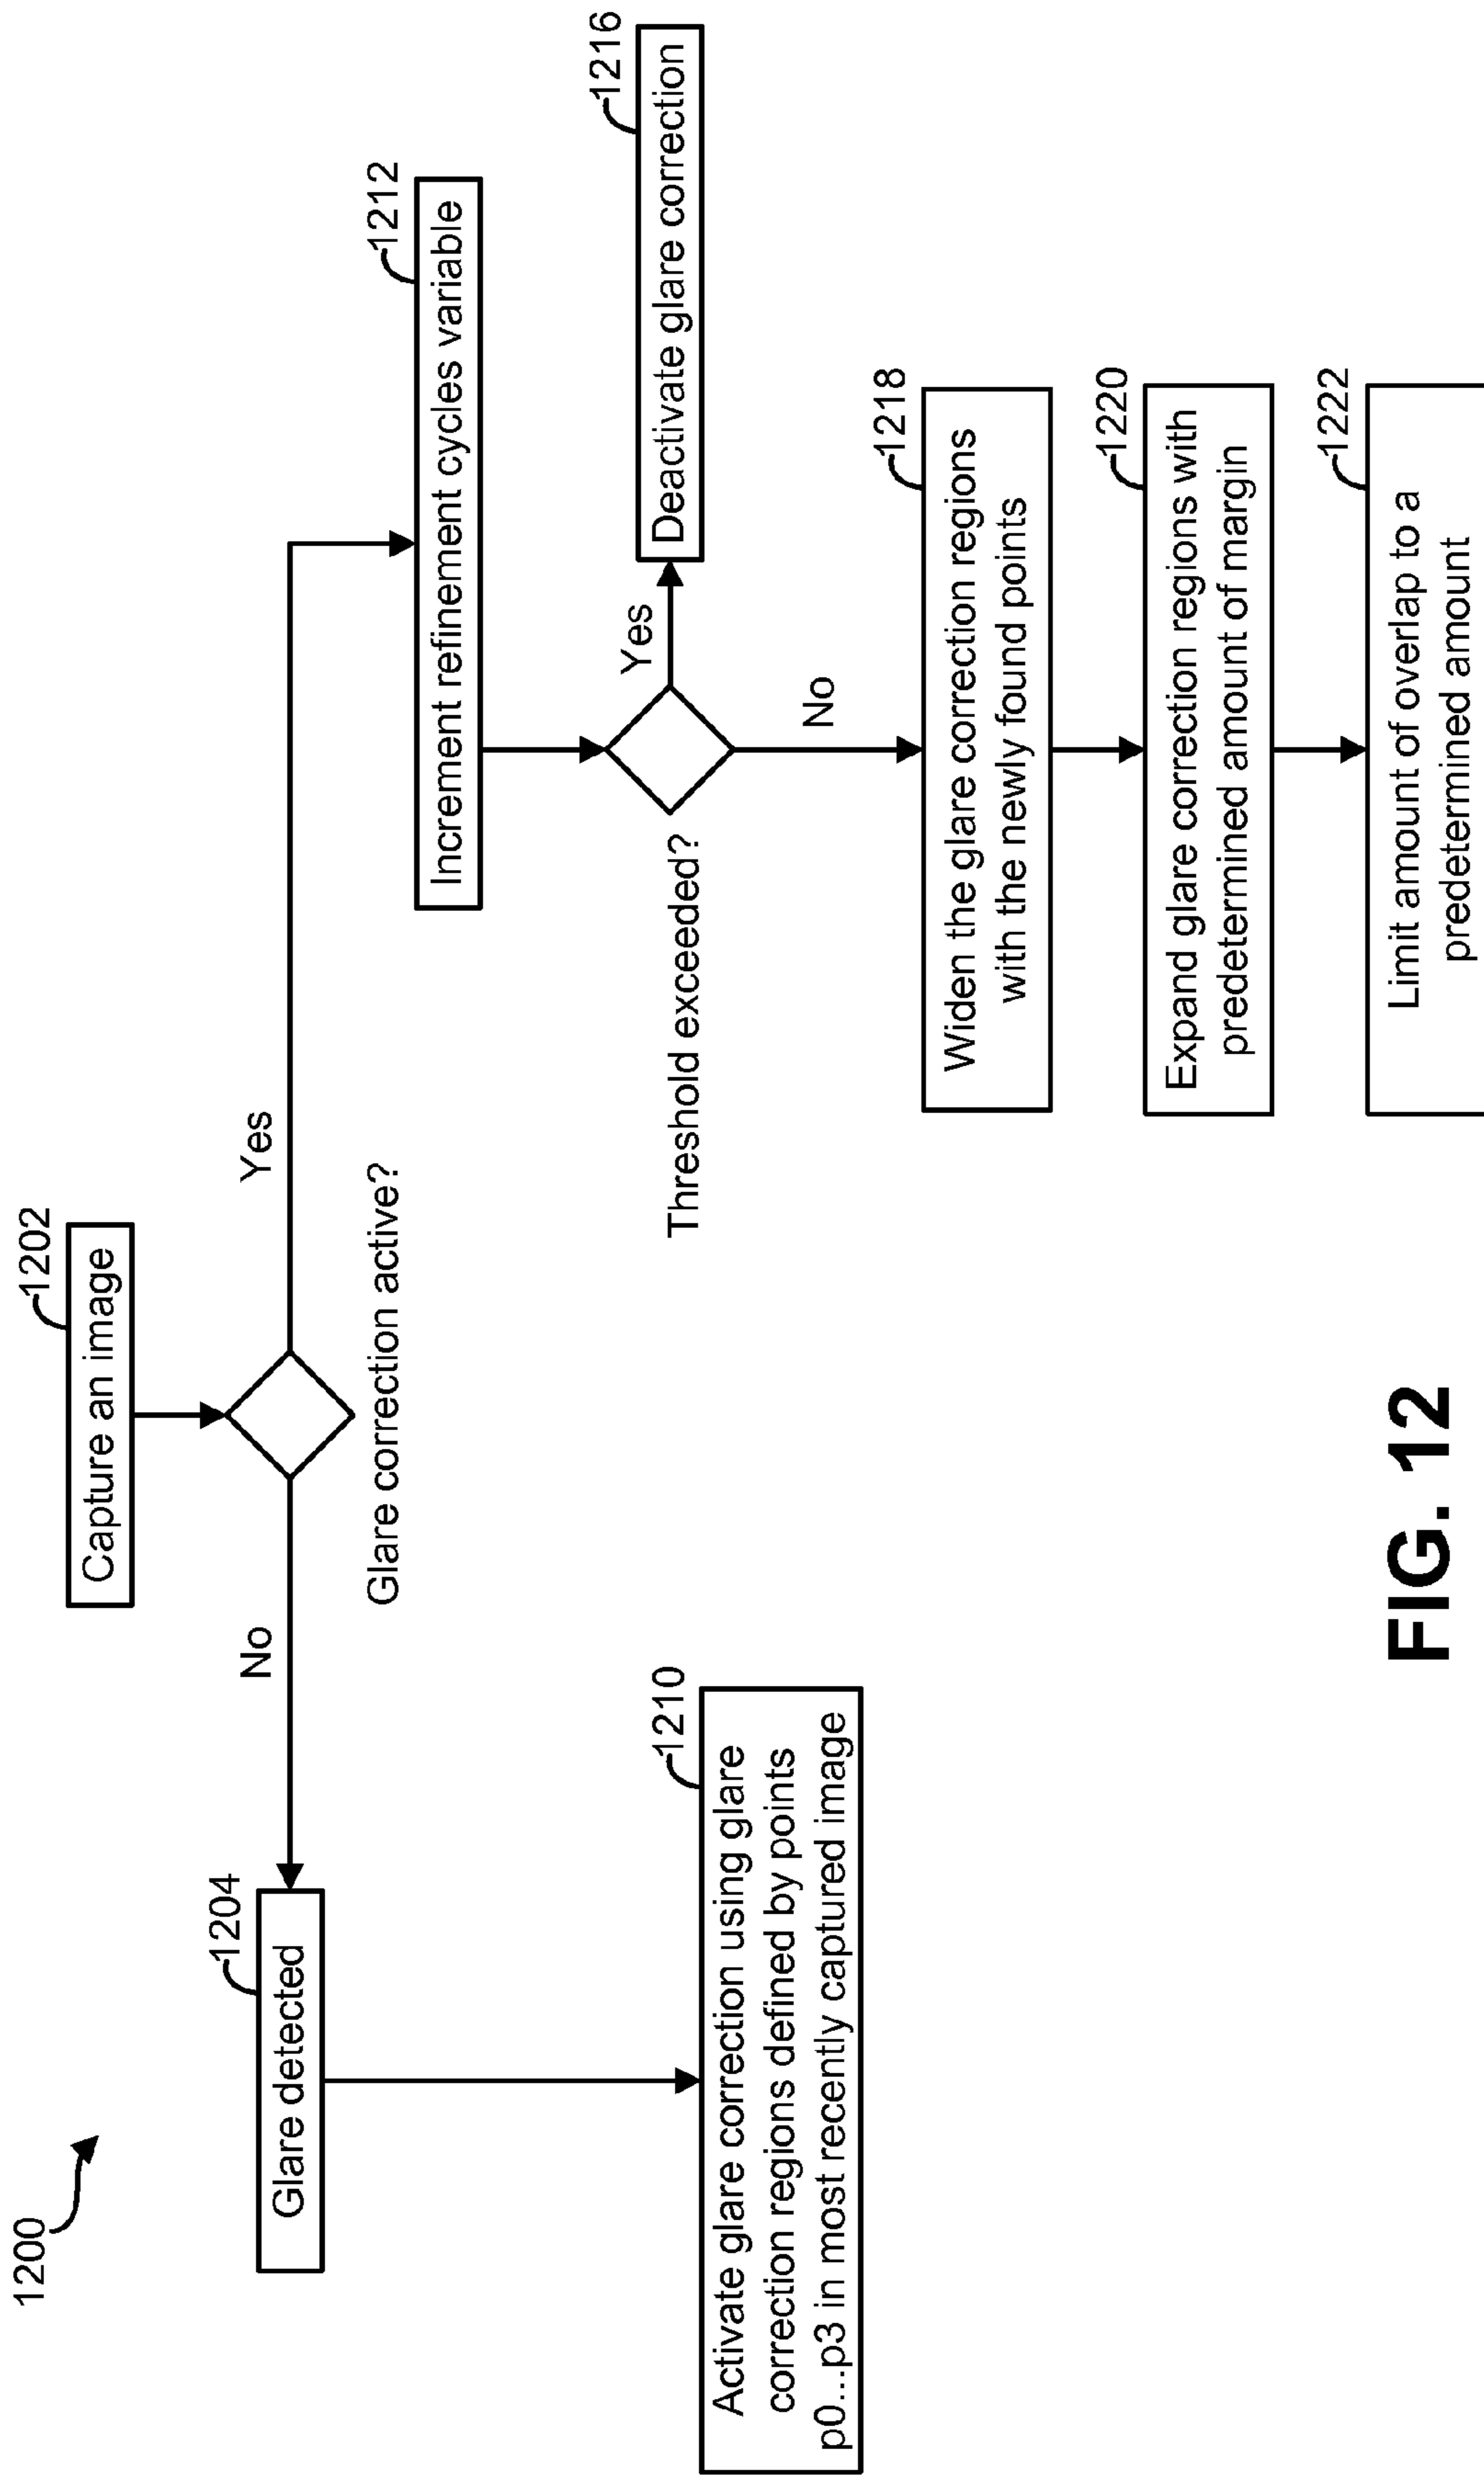 1200
1202
Capture an image
No
Yes
Glare correction active?
1204
Glare detected
1210
Activate glare correction using glare
correction regions defined by points
p0...p3 in most recently captured image
1212
Increment refinement cycles variable
Threshold exceeded?
Yes
1216
Deactivate glare correction
No
1218
Widen the glare correction regions
with the newly found points
1220
Expand glare correction regions with
predetermined amount of margin
1222
Limit amount of overlap to a
predetermined amount
FIG. 12